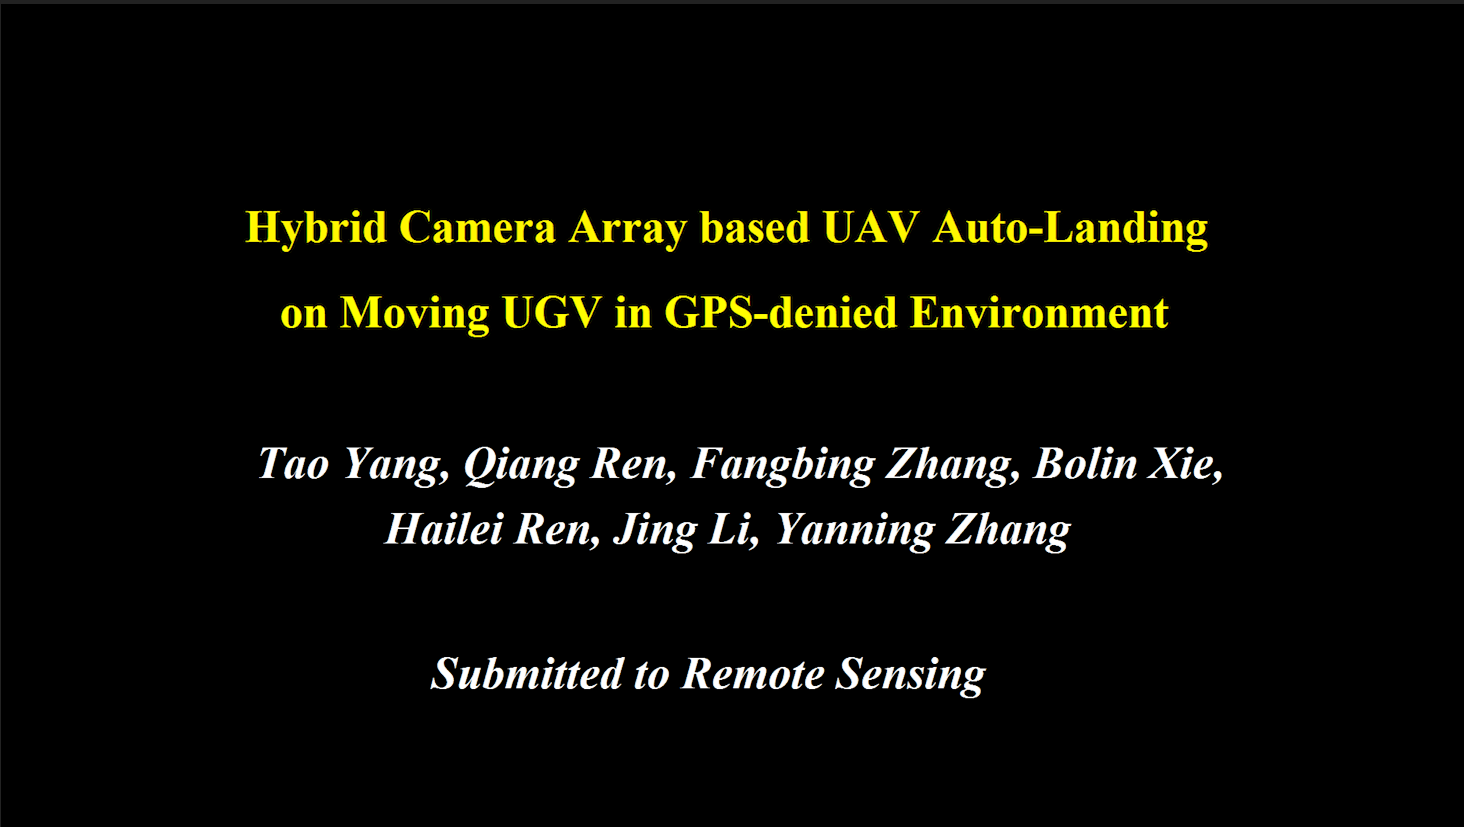 Hybrid Camera Array based UAV Auto-Landing
on Moving UGV in GPS-denied Environment
Tao Yang, Qiang Ren, Fangbing Zhang, Bolin Xie,
Hailei Ren, Jing Li, Yanning Zhang
Submitted to Remote Sensing